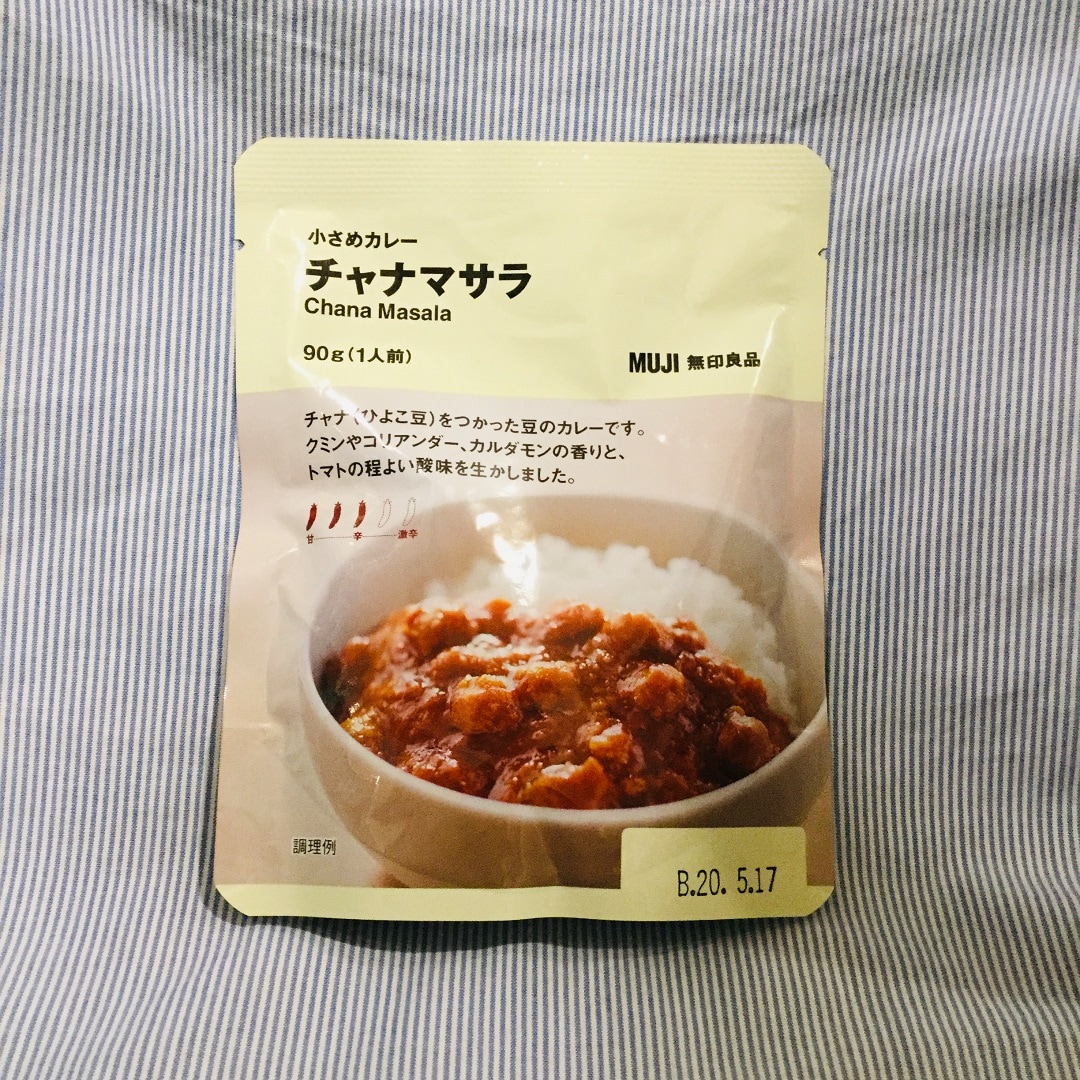 小さめカレー
チャナマサラ
Chana Masala
90g(1人前)
MUJI 無印良品
チャナ(ひよこ豆)をつかった豆のカレーです。
クミンやコリアンダー、カルダモンの香りと、
トマトの程よい酸味を生かしました。
甘 辛 激辛
調理例
B.20. 5.17